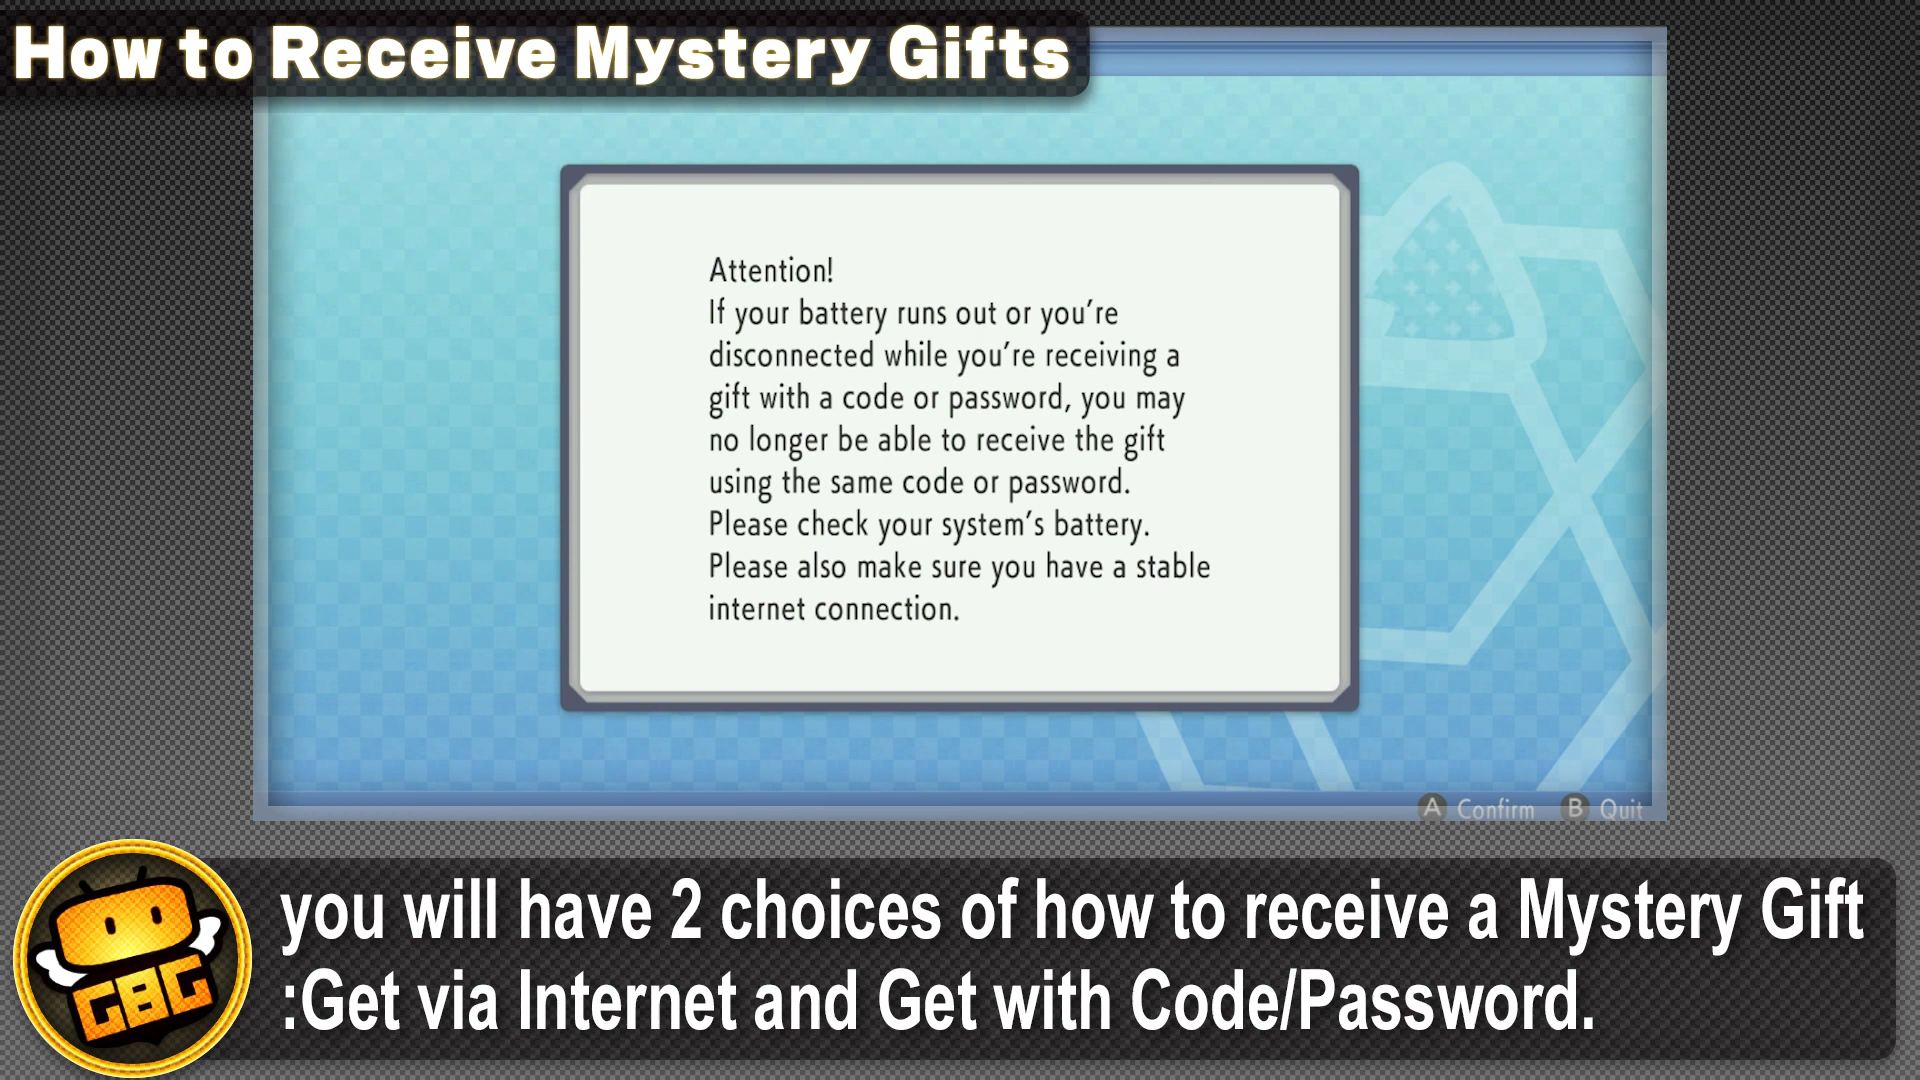 How to Receive Mystery Gifts
Attention!
If your battery runs out or you're
disconnected while you're receiving a
gift with a code or password, you may
no longer be able to receive the gift
using the same code or password.
Please check your system's battery.
Please also make sure you have a stable
internet connection.
A Confirm B Quit
you will have 2 choices of how to receive a Mystery Gift
:Get via Internet and Get with Code/Password.
GBG